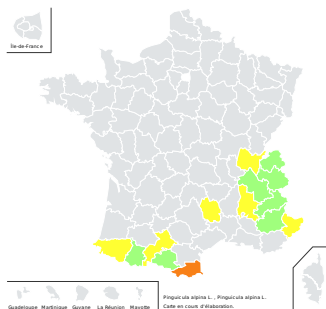 Île-de-France
Guadeloupe Martinique Guyane La Réunion Mayotte
Pinguicula alpina L., Pinguicula alpina L.
Carte en cours d'élaboration.